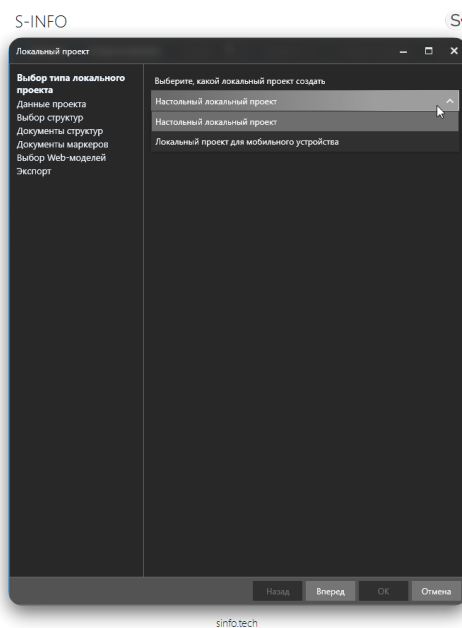 S-INFO
S
Локальный проект
Выбор типа локального
проекта
Данные проекта
Выбор структур
Документы структур
Документы маркеров
Выбор Web-моделей
Экспорт
Выберите, какой локальный проект создать
Настольный локальный проект
Настольный локальный проект
Локальный проект для мобильного устройства
Назад Вперед ОК Отмена
sinfo.tech